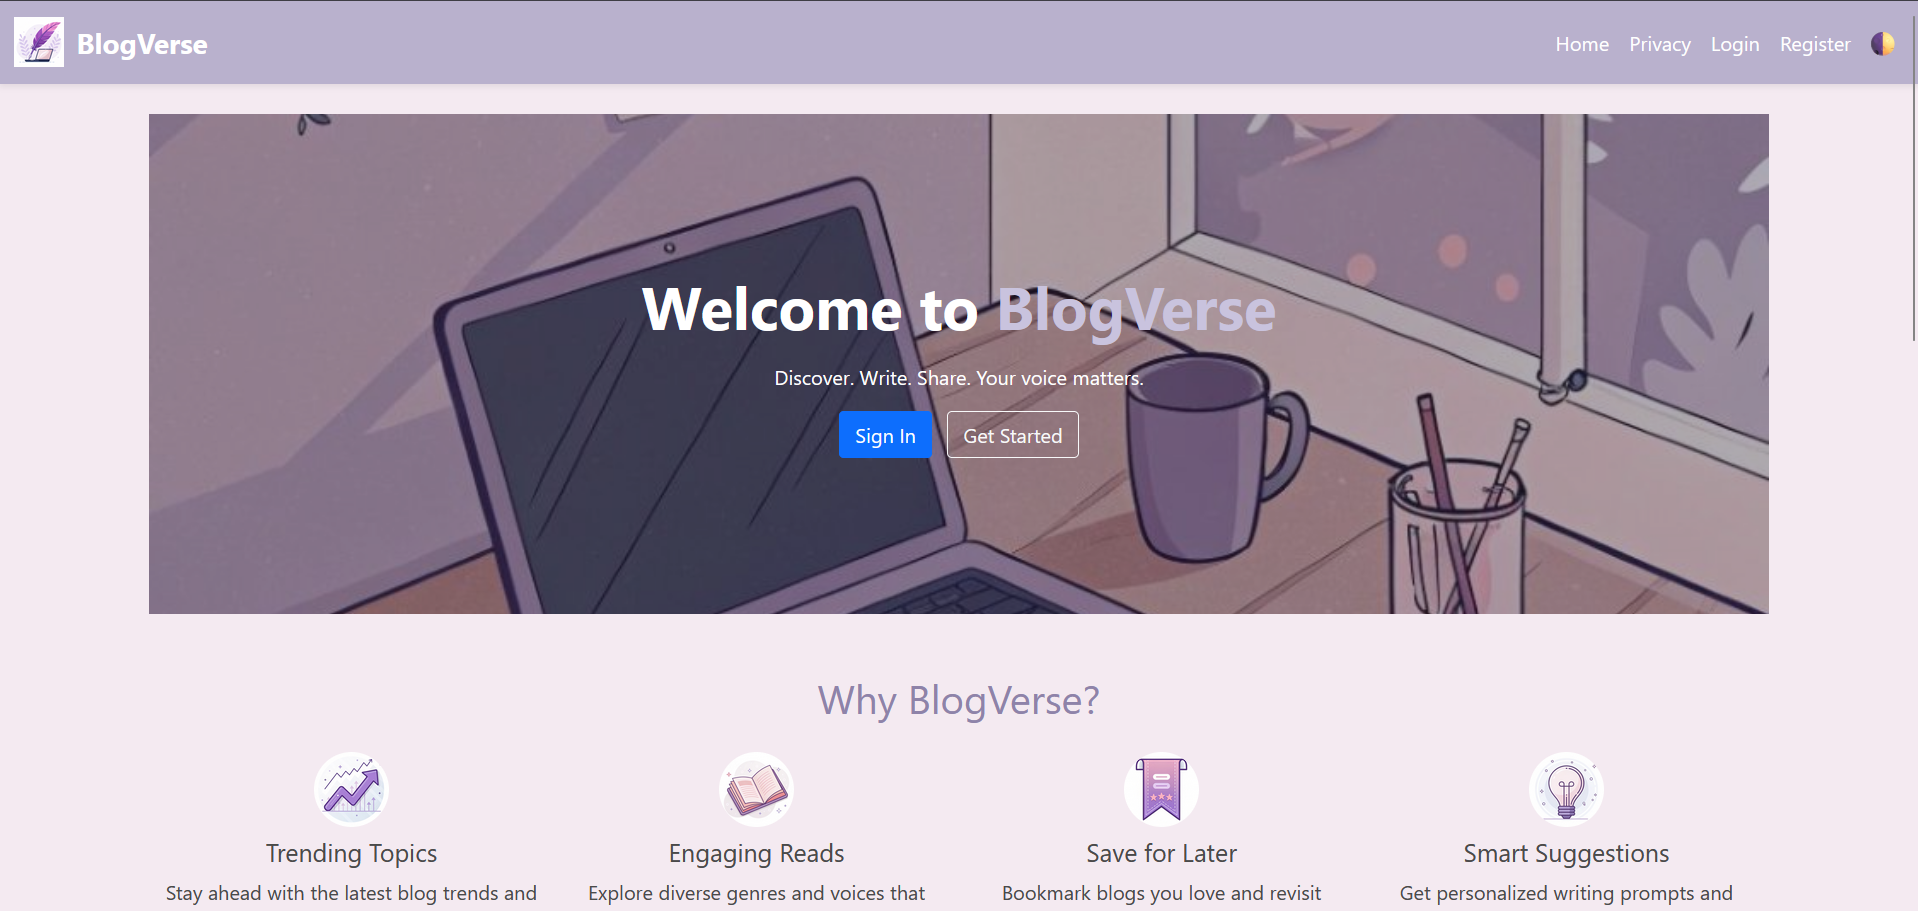 BlogVerse
Home Privacy Login Register
Welcome to BlogVerse
Discover. Write. Share. Your voice matters.
Sign In Get Started
Why BlogVerse?
Trending Topics
Stay ahead with the latest blog trends and
Engaging Reads
Explore diverse genres and voices that
Save for Later
Bookmark blogs you love and revisit
Smart Suggestions
Get personalized writing prompts and